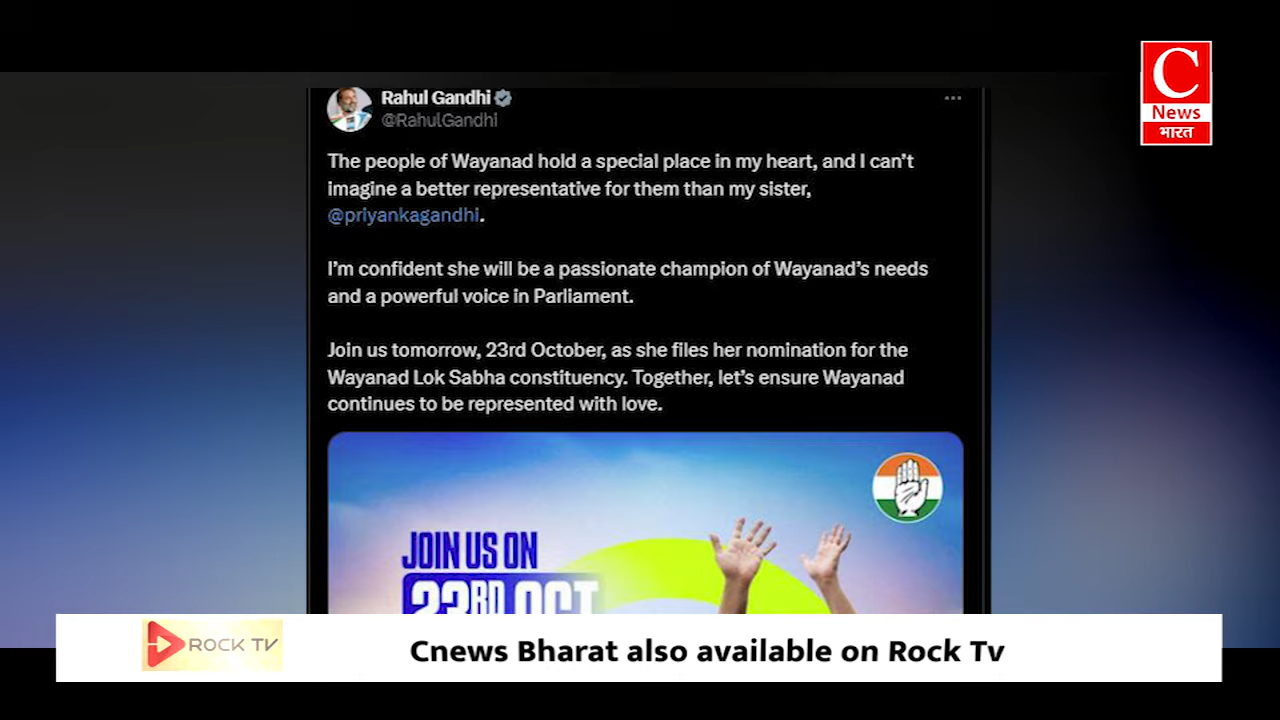 Rahul Gandhi
@RahulGandhi
The people of Wayanad hold a special place in my heart, and I can't
imagine a better representative for them than my sister,
@priyankagandhi.
I'm confident she will be a passionate champion of Wayanad's needs
and a powerful voice in Parliament.
Join us tomorrow, 23rd October, as she files her nomination for the
Wayanad Lok Sabha constituency. Together, let's ensure Wayanad
continues to be represented with love.
JOIN US ON
23RD OCT
C
News
भारत
ROCK TV
Cnews Bharat also available on Rock Tv